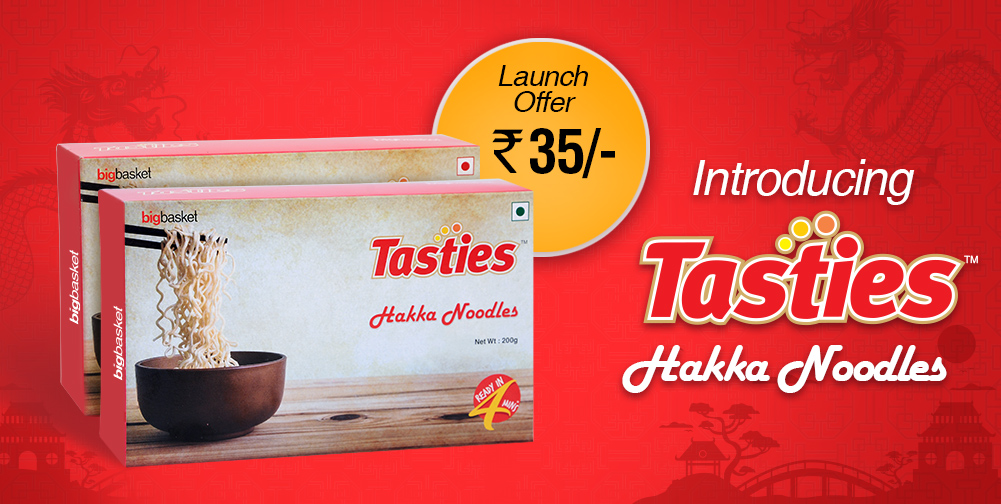 Launch
Offer
₹ 35/-
Introducing
Tasties™
Hakka Noodles
bigbasket
bigbasket
bigbasket
bigbasket
Tasties™
Hakka Noodles
Net Wt : 200g
READY IN
4
MINS